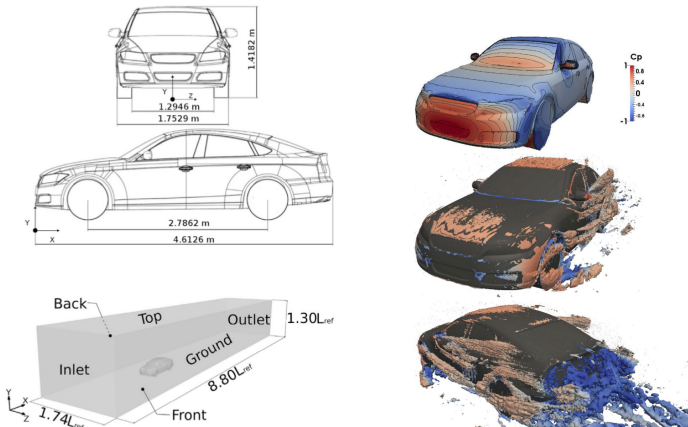 1.4182 m
Y
Z
1.2946 m
1.7529 m
Y
X
2.7862 m
4.6126 m
Cp
1
0.8
0.4
0
-0.4
-0.8
-1
Back
Top
Outlet
1.30Lref
Inlet
Ground
8.80Lref
Y
X
Z
1.74Lref
Front